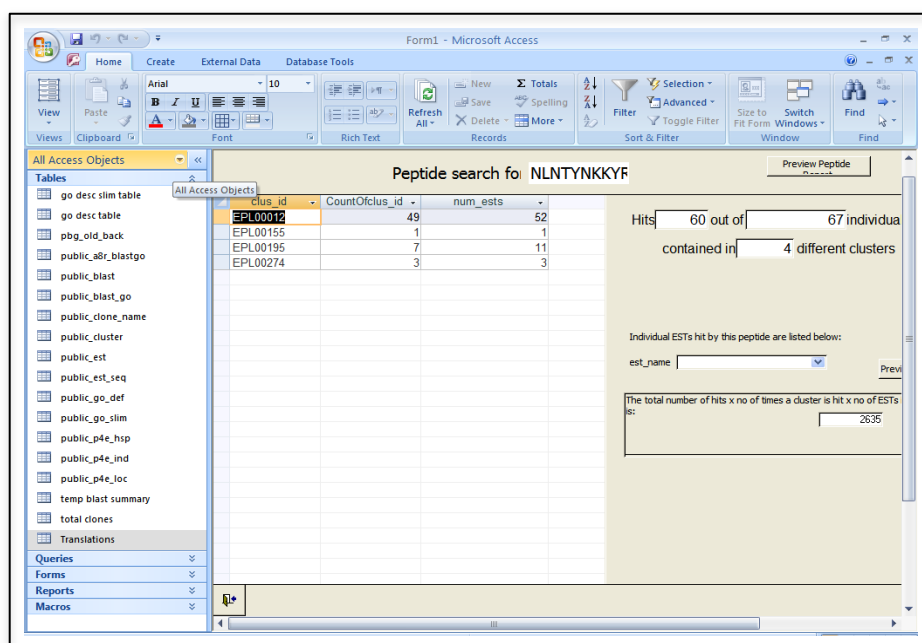 Form1 - Microsoft Access
Home Create External Data Database Tools
View Paste Arial 10 Refresh All New Save Delete Totals Spelling More Filter Selection Advanced Toggle Filter Size to Fit Form Switch Windows Find
B I U A ab
Views Clipboard Font Rich Text Records Sort & Filter Window Find
All Access Objects
Tables
All Access Objects
go desc slim table
go desc table
pbg_old_back
public_a8r_blastgo
public_blast
public_blast_go
public_clone_name
public_cluster
public_est
public_est_seq
public_go_def
public_go_slim
public_p4e_hsp
public_p4e_ind
public_p4e_loc
temp blast summary
total clones
Translations
Queries
Forms
Reports
Macros
Peptide search fo NLNTYNKKYF
Preview Peptide
clus_id CountOfclus_id num_ests
EPL00012 49 52
EPL00155 1 1
EPL00195 7 11
EPL00274 3 3
Hits 60 out of 67 individua
contained in 4 different clusters
Individual ESTs hit by this peptide are listed below:
est_name
Previ
The total number of hits x no of times a cluster is hit x no of ESTs
is:
2635